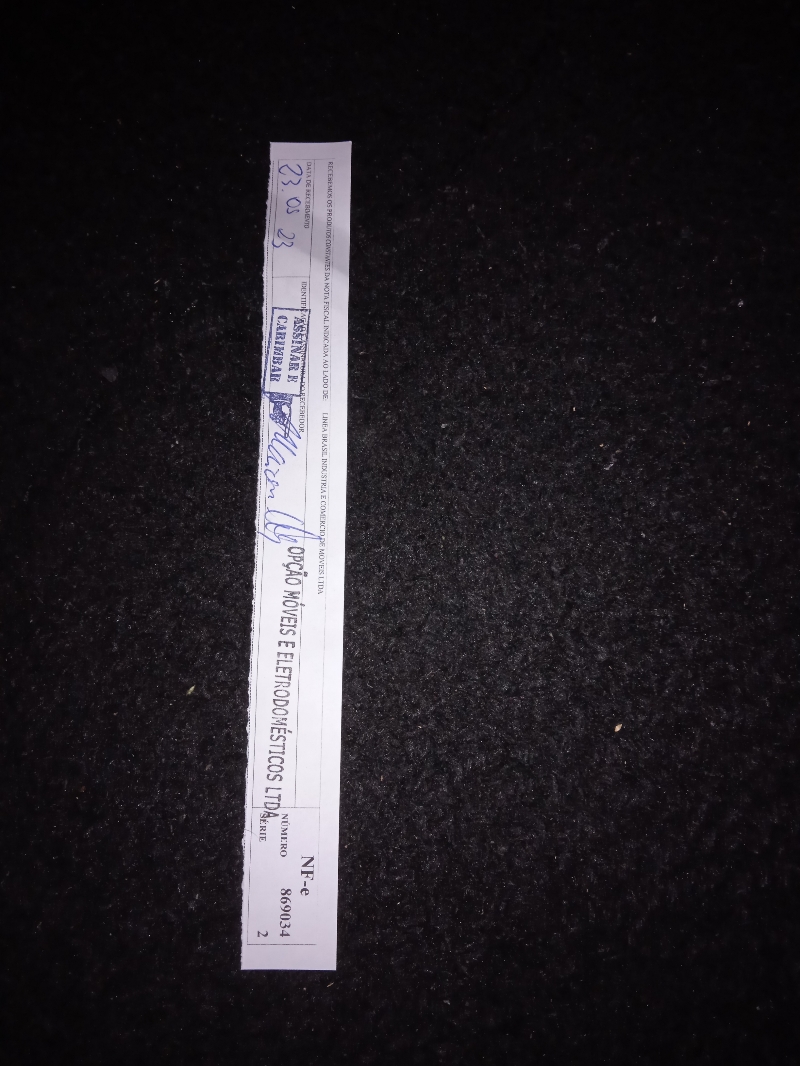 RECEBEMOS OS PRODUTOS CONSTANTES DA NOTA FISCAL INDICADA AO LADO DE: LINEA BRASIL INDUSTRIA E COMERCIO DE MOVEIS LTDA
DATA DE RECEBIMENTO
23.05 23
IDENTIFICAÇÃO E ASSINATURA DO RECEBEDOR
ASSINAR E
CARIMBAR
OPÇÃO MÓVEIS E ELETRODOMÉSTICOS LTDA
NF-e
NÚMERO 869034
SÉRIE 2